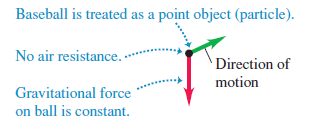 Baseball is treated as a point object (particle).
No air resistance.
Direction of
motion
Gravitational force
on ball is constant.